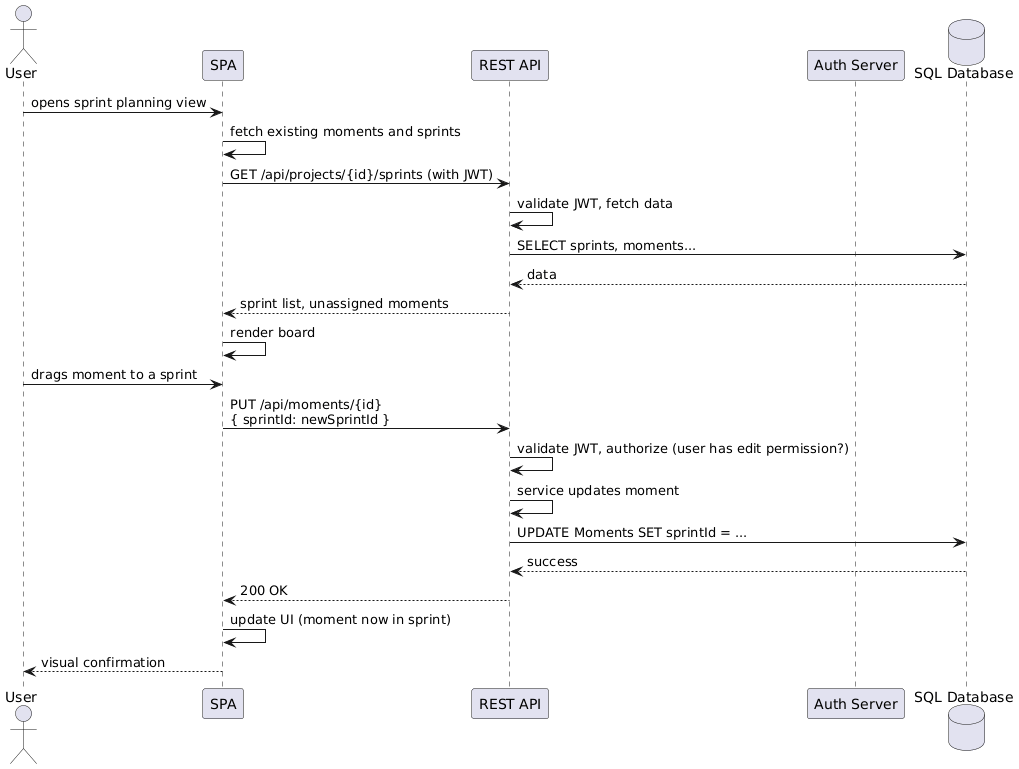 User
SPA
REST API
Auth Server
SQL Database
opens sprint planning view
fetch existing moments and sprints
GET /api/projects/{id}/sprints (with JWT)
validate JWT, fetch data
SELECT sprints, moments...
data
sprint list, unassigned moments
render board
drags moment to a sprint
PUT /api/moments/{id}
{ sprintId: newSprintId }
validate JWT, authorize (user has edit permission?)
service updates moment
UPDATE Moments SET sprintId = ...
success
200 OK
update UI (moment now in sprint)
visual confirmation
User
SPA
REST API
Auth Server
SQL Database